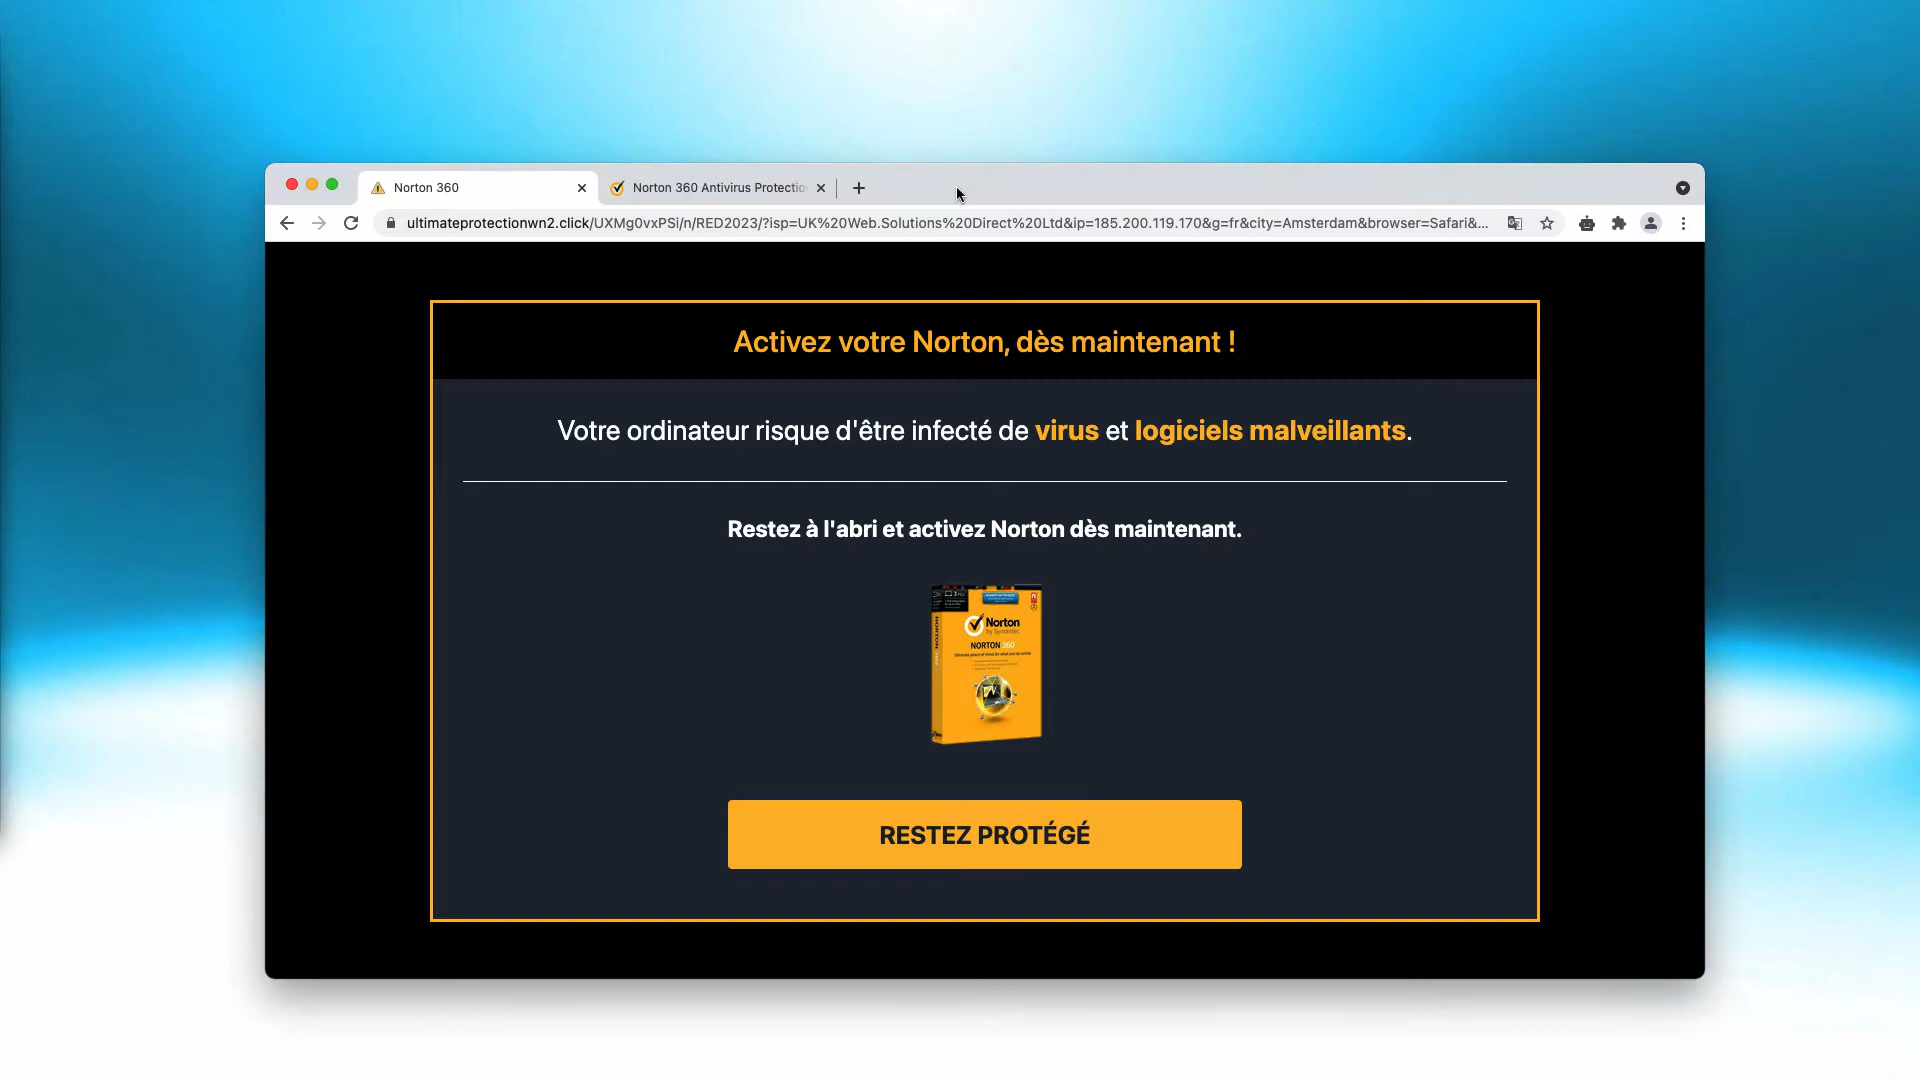 Norton 360
Norton 360 Antivirus Protectio
ultimateprotectionwn2.click/UXMg0vxPSi/n/RED2023/?isp=UK%20Web.Solutions%20Direct%20Ltd&ip=185.200.119.170&g=fr&city=Amsterdam&browser=Safari&...
Activez votre Norton, dès maintenant !
Votre ordinateur risque d'être infecté de virus et logiciels malveillants.
Restez à l'abri et activez Norton dès maintenant.
Norton
by Symantec
NORTON 360
RESTEZ PROTÉGÉ